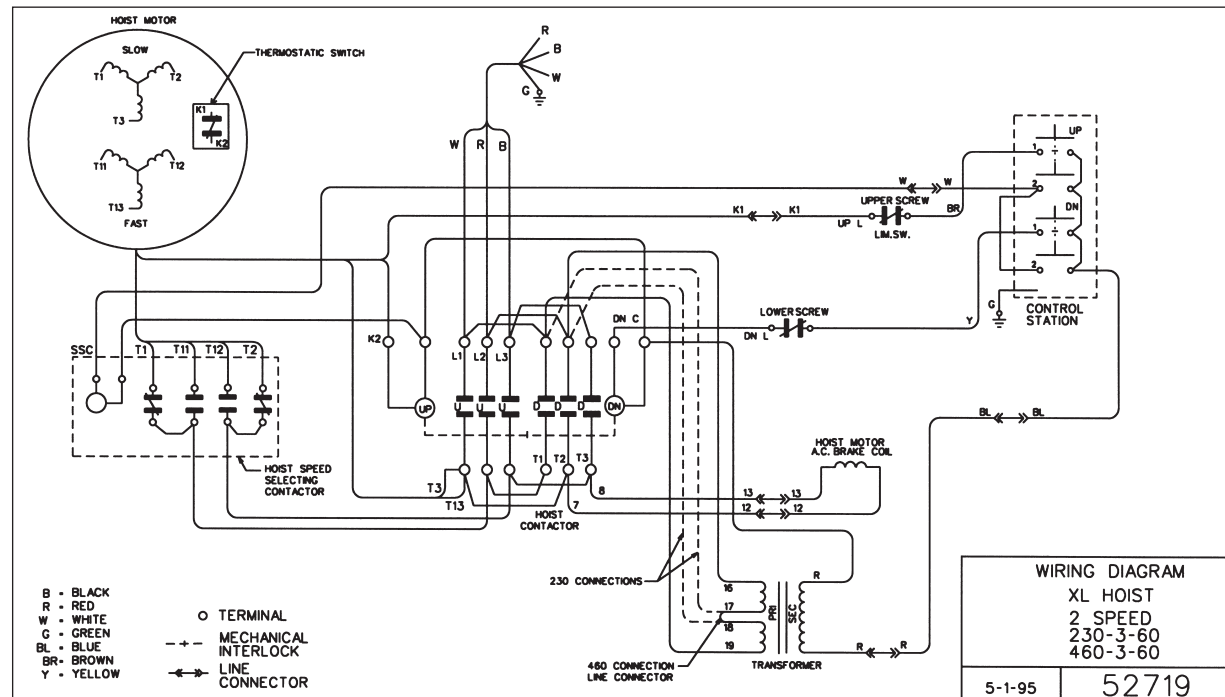 HOIST MOTOR
SLOW
T1
T2
T3
T11
T12
T13
FAST
K1
K2
THERMOSTATIC SWITCH
R
B
W
G
W
R
B
W
W
K1
K1
UPPER SCREW
UP L
LIM.SW.
BR
1
UP
2
DN
1
2
G
CONTROL
STATION
LOWER SCREW
DN L
Y
DN C
K2
L1
L2
L3
UP
U
U
U
D
D
D
DN
SSC
T1
T11
T12
T2
HOIST SPEED
SELECTING
CONTACTOR
T3
T13
T1
T2
T3
8
7
HOIST
CONTACTOR
HOIST MOTOR
A.C. BRAKE COIL
13
13
12
12
BL
BL
230 CONNECTIONS
16
17
18
19
PRI
SEC
R
R
R
TRANSFORMER
460 CONNECTION
LINE CONNECTOR
B - BLACK
R - RED
W - WHITE
G - GREEN
BL - BLUE
BR- BROWN
Y - YELLOW
TERMINAL
MECHANICAL
INTERLOCK
LINE
CONNECTOR
WIRING DIAGRAM
XL HOIST
2 SPEED
230-3-60
460-3-60
5-1-95
52719